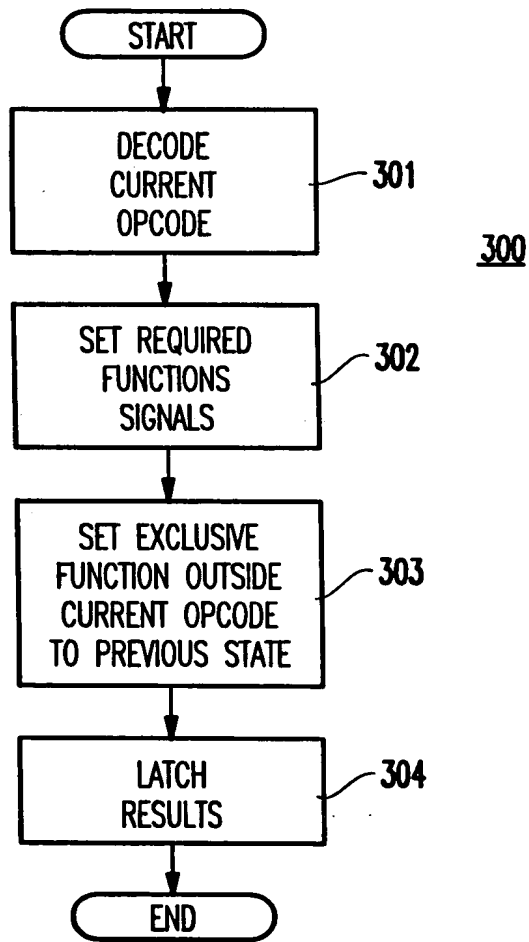 START
DECODE
CURRENT
OPCODE
301
300
SET REQUIRED
FUNCTIONS
SIGNALS
302
SET EXCLUSIVE
FUNCTION OUTSIDE
CURRENT OPCODE
TO PREVIOUS STATE
303
LATCH
RESULTS
304
END